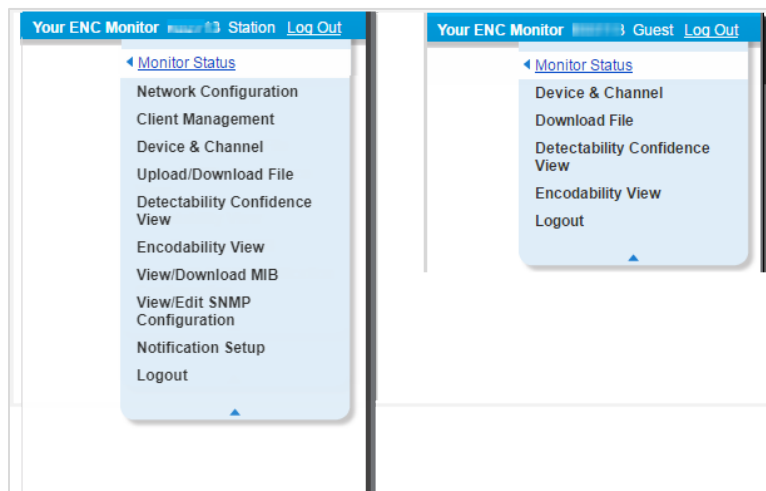 Your ENC Monitor Station Log Out
Monitor Status
Network Configuration
Client Management
Device & Channel
Upload/Download File
Detectability Confidence
View
Encodability View
View/Download MIB
View/Edit SNMP
Configuration
Notification Setup
Logout
Your ENC Monitor Guest Log Out
Monitor Status
Device & Channel
Download File
Detectability Confidence
View
Encodability View
Logout